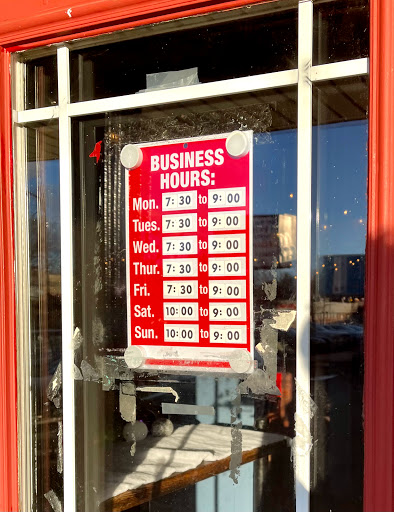 BUSINESS
HOURS:
Mon. 7: 30 to 9: 00
Tues. 7: 30 to 9: 00
Wed. 7: 30 to 9: 00
Thur. 7: 30 to 9: 00
Fri. 7: 30 to 9: 00
Sat. 10: 00 to 9: 00
Sun. 10: 00 to 9: 00